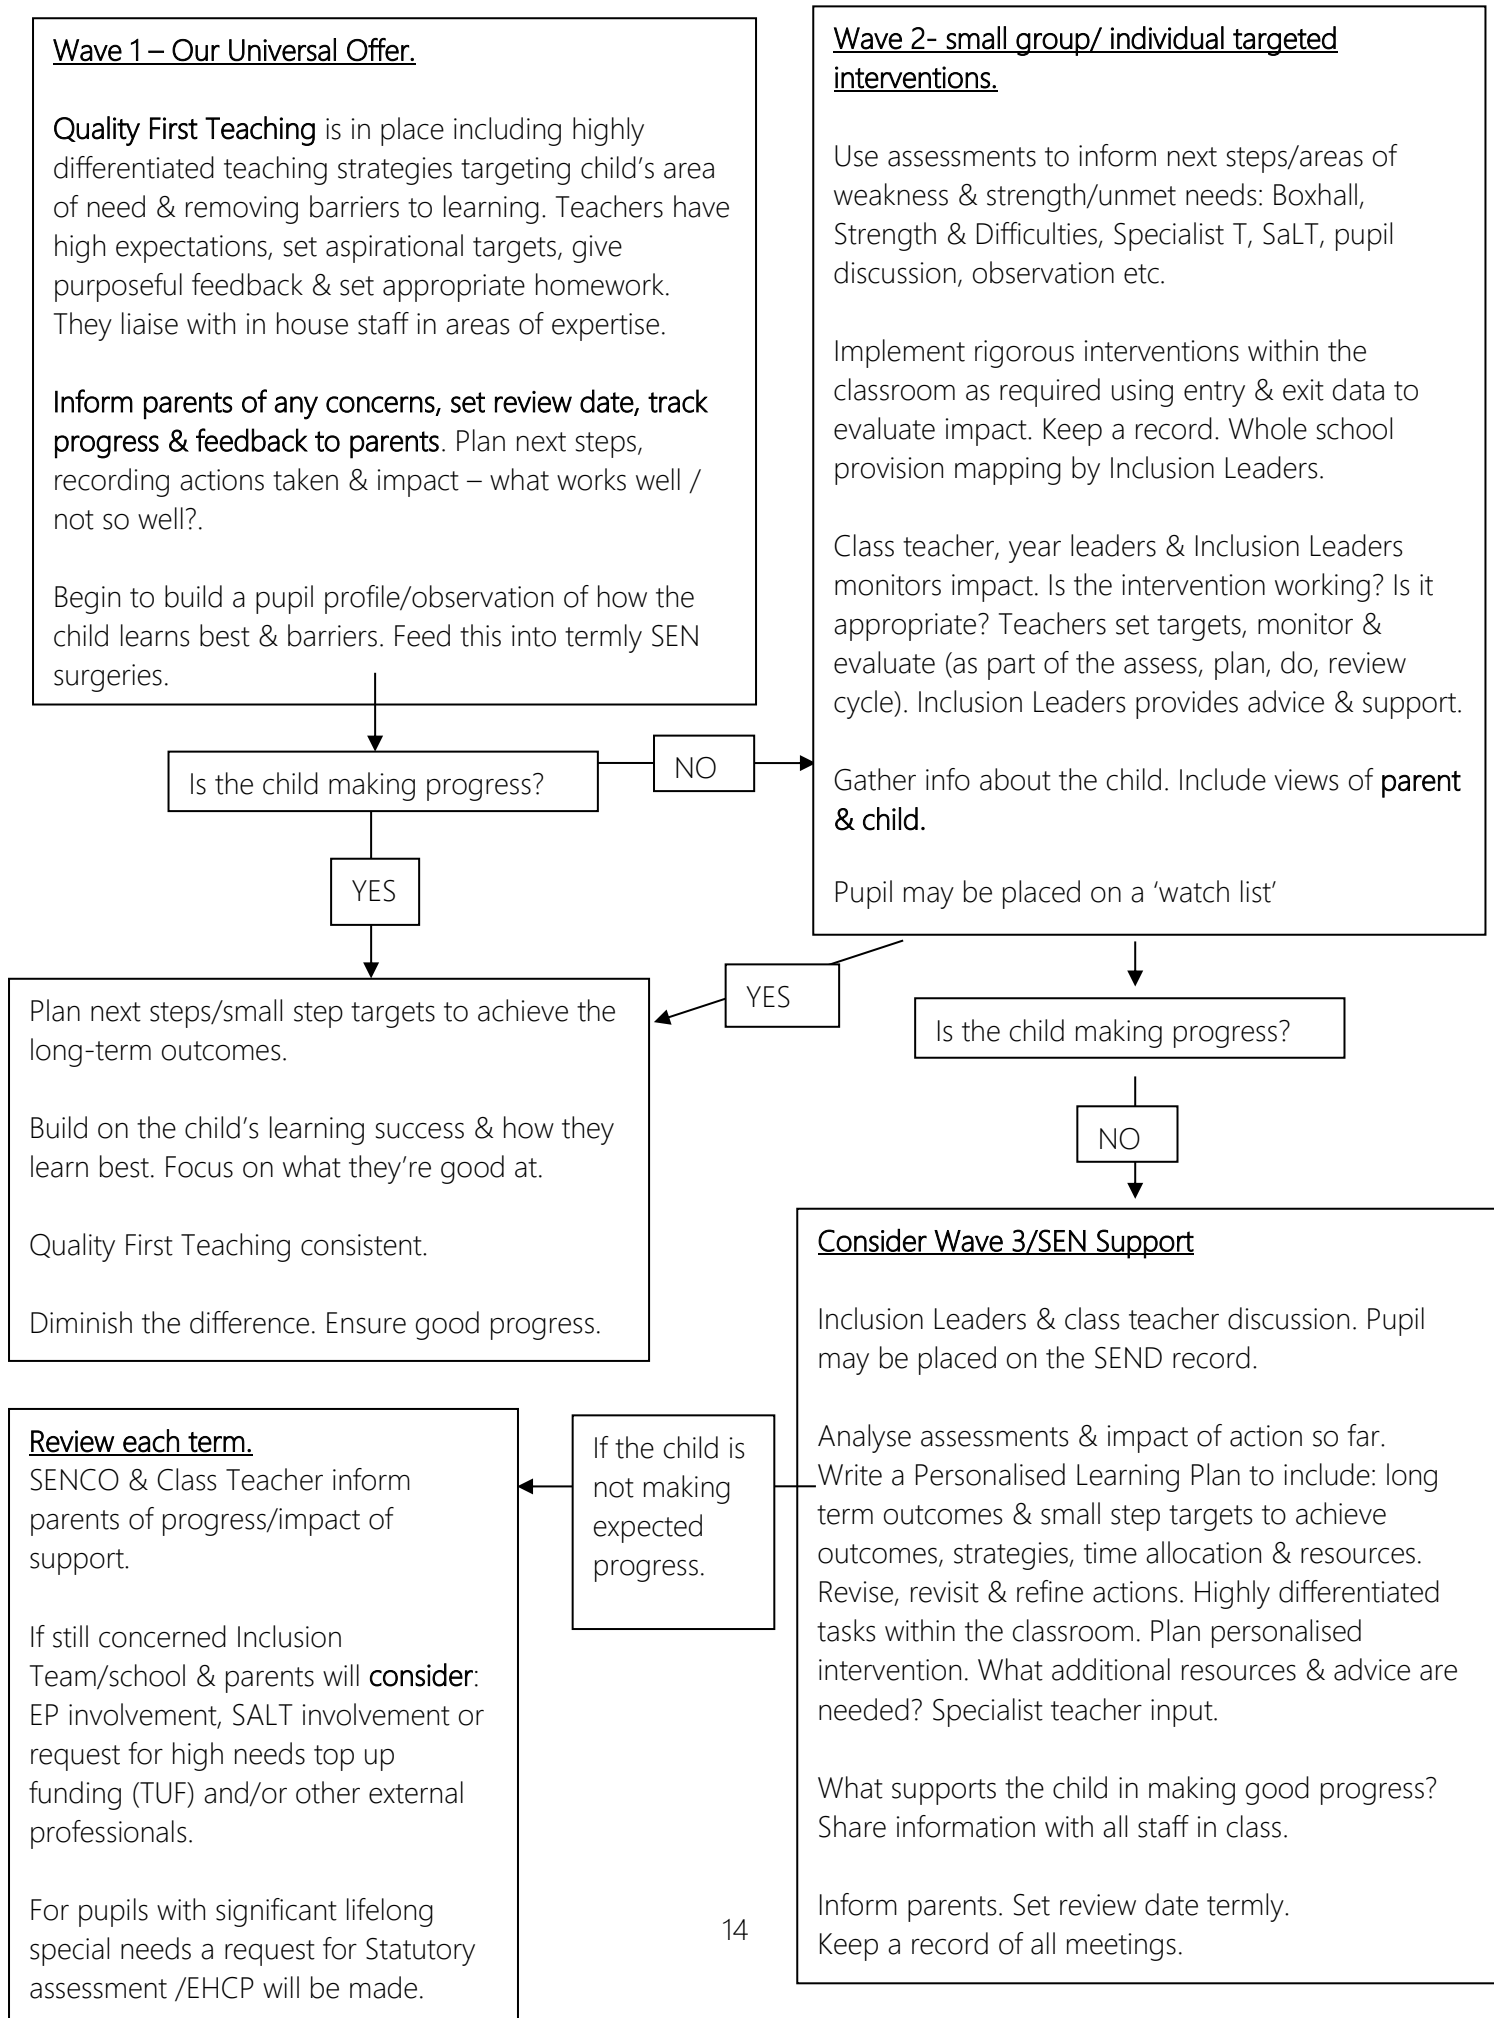 Wave 1 – Our Universal Offer.
Quality First Teaching is in place including highly
differentiated teaching strategies targeting child's area
of need & removing barriers to learning. Teachers have
high expectations, set aspirational targets, give
purposeful feedback & set appropriate homework.
They liaise with in house staff in areas of expertise.
Inform parents of any concerns, set review date, track
progress & feedback to parents. Plan next steps,
recording actions taken & impact – what works well /
not so well?.
Begin to build a pupil profile/observation of how the
child learns best & barriers. Feed this into termly SEN
surgeries.
Is the child making progress?
NO
YES
Wave 2- small group/ individual targeted
interventions.
Use assessments to inform next steps/areas of
weakness & strength/unmet needs: Boxhall,
Strength & Difficulties, Specialist T, SaLT, pupil
discussion, observation etc.
Implement rigorous interventions within the
classroom as required using entry & exit data to
evaluate impact. Keep a record. Whole school
provision mapping by Inclusion Leaders.
Class teacher, year leaders & Inclusion Leaders
monitors impact. Is the intervention working? Is it
appropriate? Teachers set targets, monitor &
evaluate (as part of the assess, plan, do, review
cycle). Inclusion Leaders provides advice & support.
Gather info about the child. Include views of parent
& child.
Pupil may be placed on a 'watch list'
YES
Is the child making progress?
NO
Plan next steps/small step targets to achieve the
long-term outcomes.
Build on the child's learning success & how they
learn best. Focus on what they're good at.
Quality First Teaching consistent.
Diminish the difference. Ensure good progress.
Consider Wave 3/SEN Support
Inclusion Leaders & class teacher discussion. Pupil
may be placed on the SEND record.
Analyse assessments & impact of action so far.
Write a Personalised Learning Plan to include: long
term outcomes & small step targets to achieve
outcomes, strategies, time allocation & resources.
Revise, revisit & refine actions. Highly differentiated
tasks within the classroom. Plan personalised
intervention. What additional resources & advice are
needed? Specialist teacher input.
What supports the child in making good progress?
Share information with all staff in class.
Inform parents. Set review date termly.
Keep a record of all meetings.
If the child is
not making
expected
progress.
Review each term.
SENCO & Class Teacher inform
parents of progress/impact of
support.
If still concerned Inclusion
Team/school & parents will consider:
EP involvement, SALT involvement or
request for high needs top up
funding (TUF) and/or other external
professionals.
For pupils with significant lifelong
special needs a request for Statutory
assessment /EHCP will be made.
14